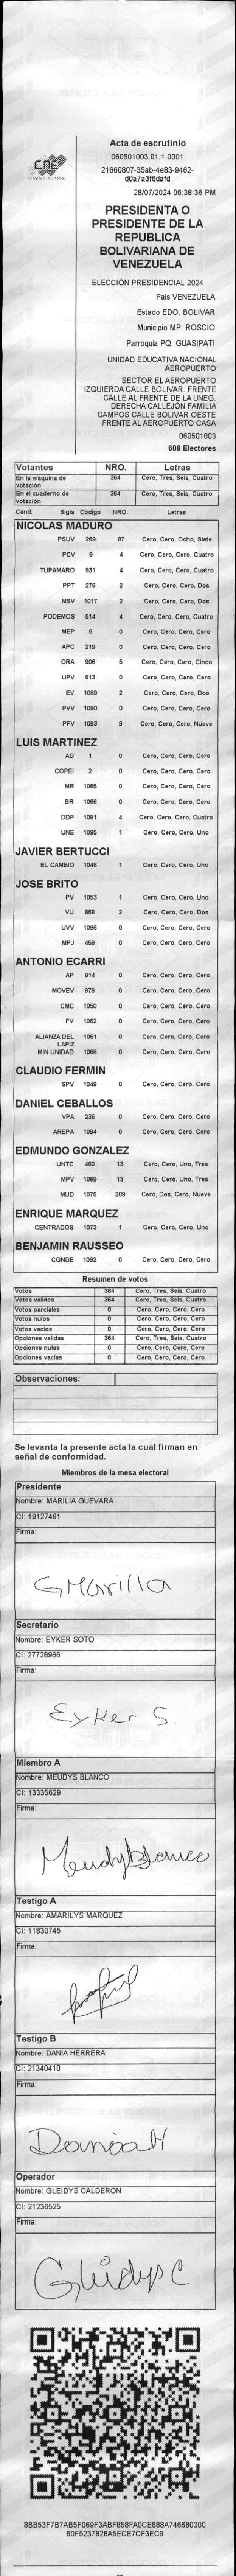 Acta de escrutinio
060501003.01.1.0001
21660807-35ab-4e83-9462-
d0a7a3f6dafd
28/07/2024 06:38:36 PM
CNE
PRESIDENTA O
PRESIDENTE DE LA
REPUBLICA
BOLIVARIANA DE
VENEZUELA
ELECCIÓN PRESIDENCIAL 2024
Pais VENEZUELA
Estado EDO. BOLIVAR
Municipio MP. ROSCIO
Parroquia PQ. GUASIPATI
UNIDAD EDUCATIVA NACIONAL
AEROPUERTO
SECTOR EL AEROPUERTO
IZQUIERDA CALLE BOLIVAR. FRENTE
CALLE AL FRENTE DE LA UNEG.
DERECHA CALLEJÓN FAMILIA
CAMPOS CALLE BOLIVAR OESTE
FRENTE AL AEROPUERTO CASA
060501003
608 Electores
Votantes NRO. Letras
En la máquina de votación 364 Cero, Tres, Seis, Cuatro
En el cuaderno de votación 364 Cero, Tres, Seis, Cuatro
Cand. Sigla Código NRO. Letras
NICOLAS MADURO
PSUV 269 87 Cero, Cero, Ocho, Siete
PCV 9 4 Cero, Cero, Cero, Cuatro
TUPAMARO 931 4 Cero, Cero, Cero, Cuatro
PPT 276 2 Cero, Cero, Cero, Dos
MSV 1017 2 Cero, Cero, Cero, Dos
PODEMOS 514 4 Cero, Cero, Cero, Cuatro
MEP 6 0 Cero, Cero, Cero, Cero
APC 219 0 Cero, Cero, Cero, Cero
ORA 906 5 Cero, Cero, Cero, Cinco
UPV 513 0 Cero, Cero, Cero, Cero
EV 1089 2 Cero, Cero, Cero, Dos
PVV 1090 0 Cero, Cero, Cero, Cero
PFV 1093 9 Cero, Cero, Cero, Nueve
LUIS MARTINEZ
AD 1 0 Cero, Cero, Cero, Cero
COPEI 2 0 Cero, Cero, Cero, Cero
MR 1065 0 Cero, Cero, Cero, Cero
BR 1066 0 Cero, Cero, Cero, Cero
DDP 1091 4 Cero, Cero, Cero, Cuatro
UNE 1095 1 Cero, Cero, Cero, Uno
JAVIER BERTUCCI
EL CAMBIO 1048 1 Cero, Cero, Cero, Uno
JOSE BRITO
PV 1053 1 Cero, Cero, Cero, Uno
VU 868 2 Cero, Cero, Cero, Dos
UVV 1096 0 Cero, Cero, Cero, Cero
MPJ 458 0 Cero, Cero, Cero, Cero
ANTONIO ECARRI
AP 814 0 Cero, Cero, Cero, Cero
MOVEV 878 0 Cero, Cero, Cero, Cero
CMC 1050 0 Cero, Cero, Cero, Cero
FV 1062 0 Cero, Cero, Cero, Cero
ALIANZA DEL LAPIZ 1051 0 Cero, Cero, Cero, Cero
MIN UNIDAD 1068 0 Cero, Cero, Cero, Cero
CLAUDIO FERMIN
SPV 1049 0 Cero, Cero, Cero, Cero
DANIEL CEBALLOS
VPA 236 0 Cero, Cero, Cero, Cero
AREPA 1094 0 Cero, Cero, Cero, Cero
EDMUNDO GONZALEZ
UNTC 460 13 Cero, Cero, Uno, Tres
MPV 1069 13 Cero, Cero, Uno, Tres
MUD 1075 209 Cero, Dos, Cero, Nueve
ENRIQUE MARQUEZ
CENTRADOS 1073 1 Cero, Cero, Cero, Uno
BENJAMIN RAUSSEO
CONDE 1092 0 Cero, Cero, Cero, Cero
Resumen de votos
Votos 364 Cero, Tres, Seis, Cuatro
Votos validos 364 Cero, Tres, Seis, Cuatro
Votos parciales 0 Cero, Cero, Cero, Cero
Votos nulos 0 Cero, Cero, Cero, Cero
Votos vacios 0 Cero, Cero, Cero, Cero
Opciones validas 364 Cero, Tres, Seis, Cuatro
Opciones nulas 0 Cero, Cero, Cero, Cero
Opciones vacias 0 Cero, Cero, Cero, Cero
Observaciones:
Se levanta la presente acta la cual firman en
señal de conformidad.
Miembros de la mesa electoral
Presidente
Nombre: MARILIA GUEVARA
CI: 19127461
Firma:
GMarilia
Secretario
Nombre: EYKER SOTO
CI: 27728966
Firma:
Eyker S.
Miembro A
Nombre: MEUDYS BLANCO
CI: 13335629
Firma:
Meudyblanco
Testigo A
Nombre: AMARILYS MARQUEZ
CI: 11830745
Firma:
Testigo B
Nombre: DANIA HERRERA
CI: 21340410
Firma:
Dania H
Operador
Nombre: GLEIDYS CALDERON
CI: 21236525
Firma:
Gleidys C
8BB53F7B7AB5F069F3ABF858FA0CE888A746680300
60F5237828A5ECE7CF3EC9